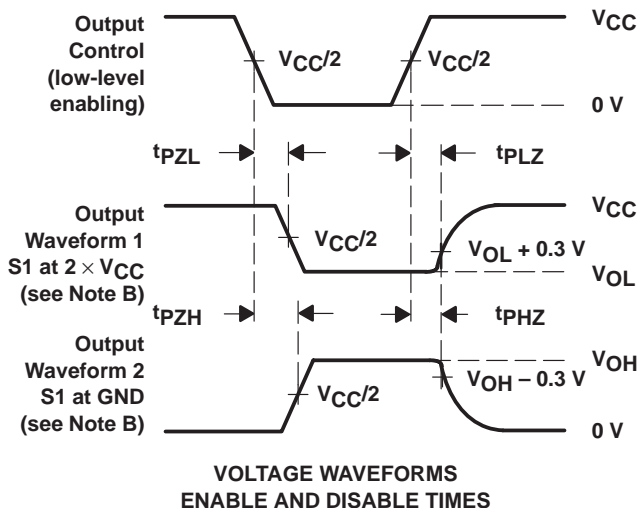 Output
Control
(low-level
enabling)
VCC/2
VCC/2
VCC
0 V
tPZL
tPLZ
Output
Waveform 1
S1 at 2 × VCC
(see Note B)
VCC/2
VCC
VOL + 0.3 V
VOL
tPZH
tPHZ
Output
Waveform 2
S1 at GND
(see Note B)
VCC/2
VOH
VOH − 0.3 V
0 V
VOLTAGE WAVEFORMS
ENABLE AND DISABLE TIMES